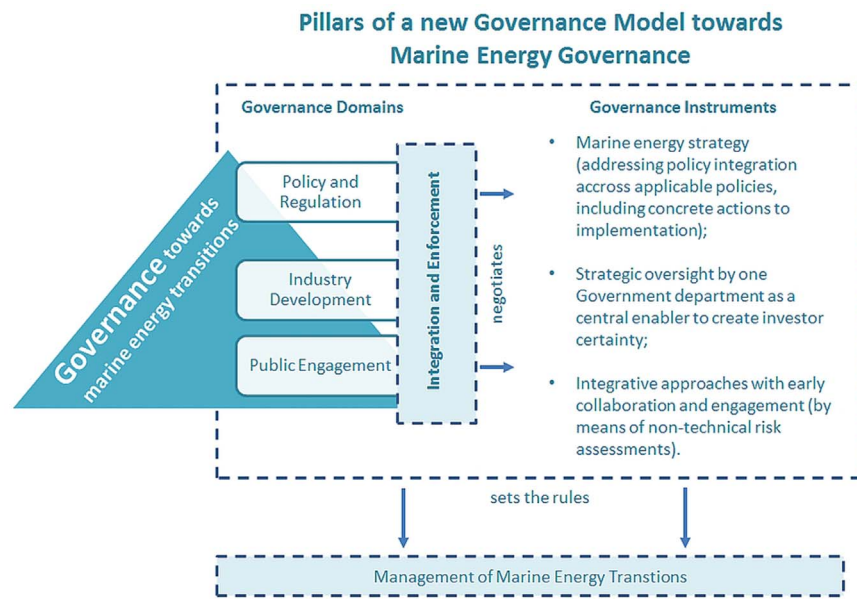 Pillars of a new Governance Model towards
Marine Energy Governance
Governance Domains
Governance towards
marine energy transitions
Policy and
Regulation
Industry
Development
Public Engagement
Integration and Enforcement
negotiates
Governance Instruments
• Marine energy strategy
(addressing policy integration
accross applicable policies,
including concrete actions to
implementation);
• Strategic oversight by one
Government department as a
central enabler to create investor
certainty;
• Integrative approaches with early
collaboration and engagement (by
means of non-technical risk
assessments).
sets the rules
Management of Marine Energy Transtions